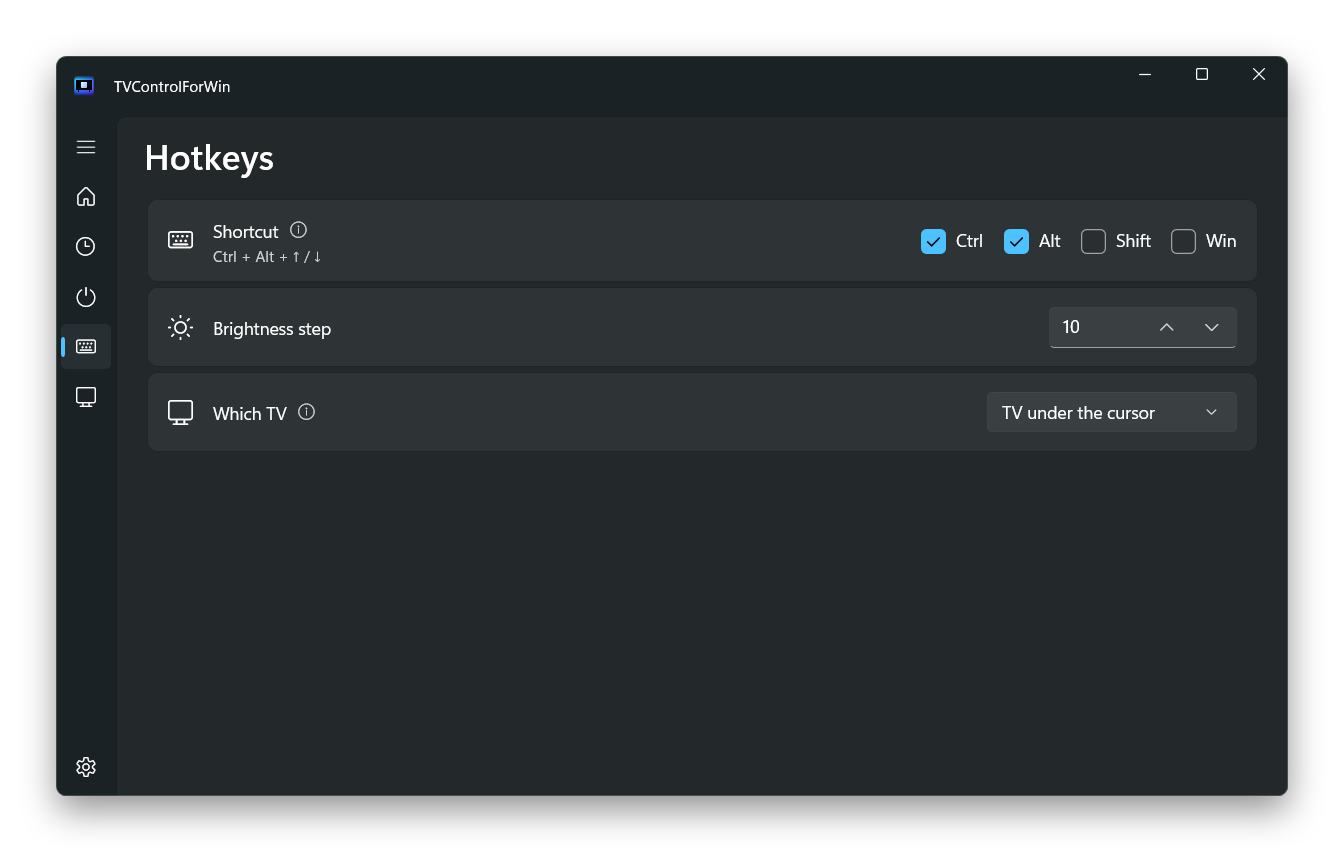 TVControlForWin
Hotkeys
Shortcut
Ctrl + Alt + ↑ / ↓
Ctrl
Alt
Shift
Win
Brightness step
10
Which TV
TV under the cursor